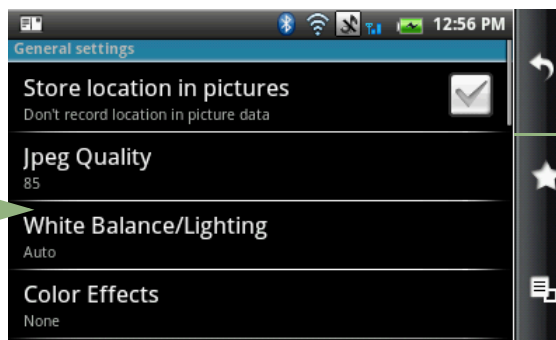 12:56 PM
General settings
Store location in pictures
Don't record location in picture data
Jpeg Quality
85
White Balance/Lighting
Auto
Color Effects
None